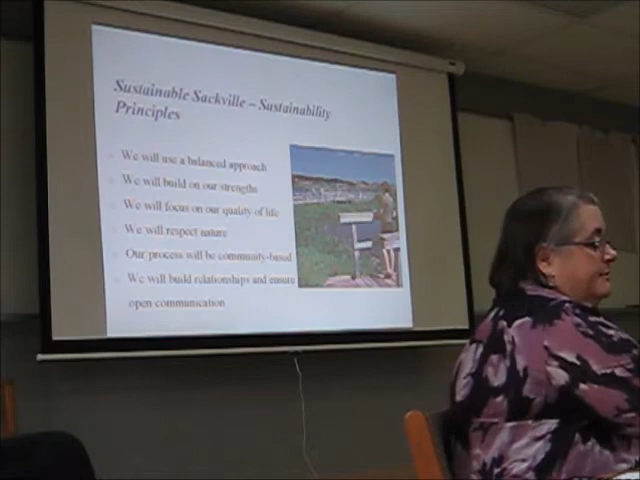 Sustainable Sackville – Sustainability
Principles
We will use a balanced approach
We will build on our strengths
We will focus on our quality of life
We will respect nature
Our process will be community-based
We will build relationships and ensure
open communication